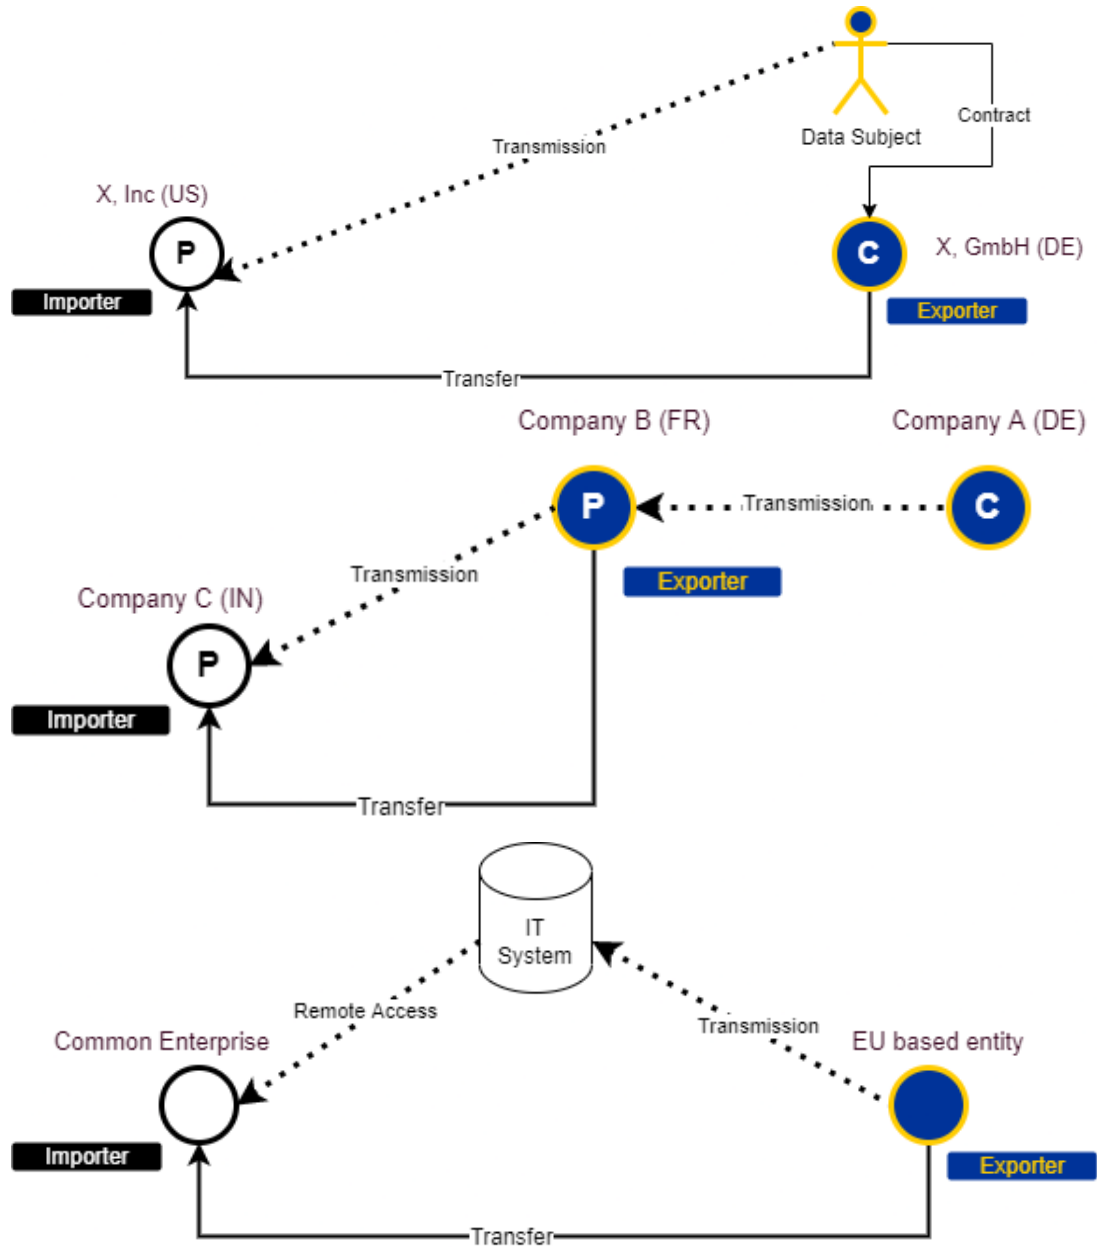 Data Subject
Contract
Transmission
X, Inc (US)
P
Importer
C
X, GmbH (DE)
Exporter
Transfer
Company B (FR)
Company A (DE)
P
Transmission
C
Exporter
Transmission
Company C (IN)
P
Importer
Transfer
IT
System
Remote Access
Transmission
Common Enterprise
EU based entity
Importer
Exporter
Transfer